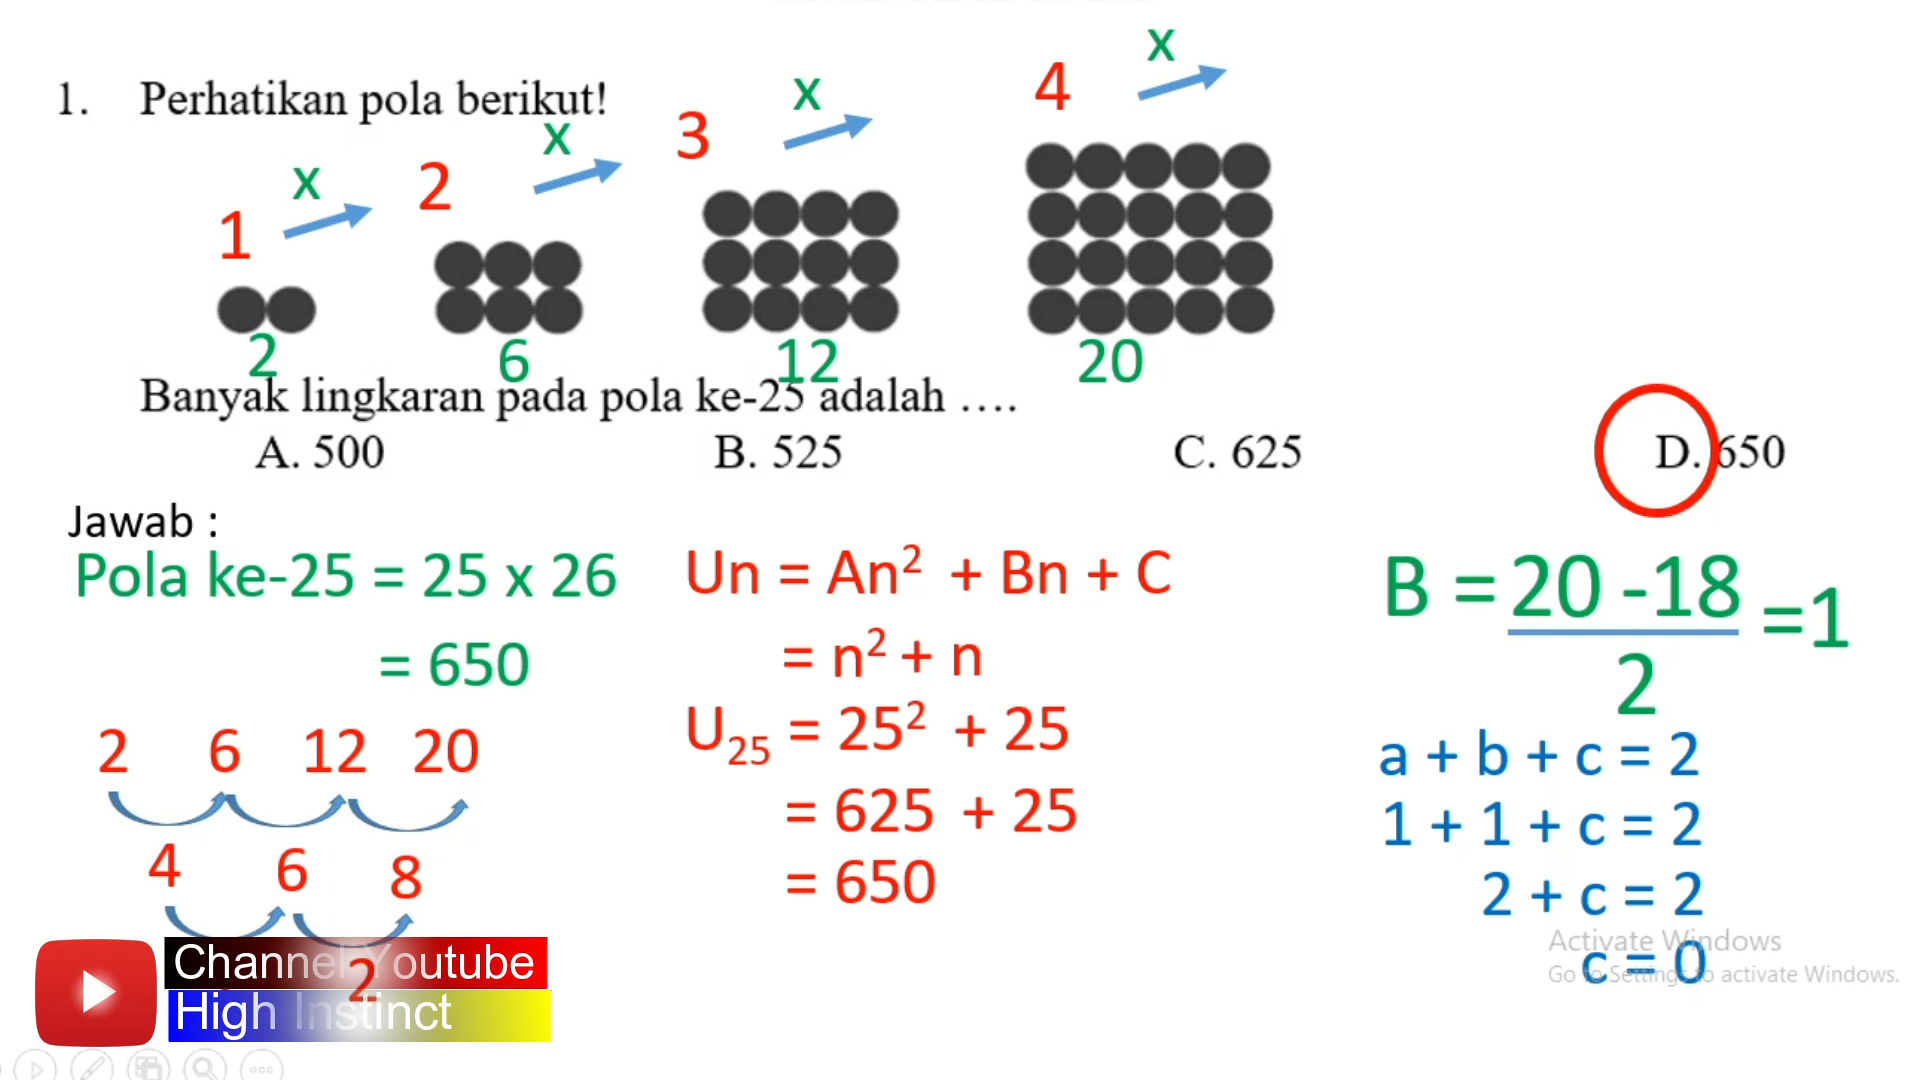 1. Perhatikan pola berikut!
1 x 2 x 3 x 4 x
2 6 12 20
Banyak lingkaran pada pola ke-25 adalah ....
A. 500 B. 525 C. 625 D. 650
Jawab :
Pola ke-25 = 25 x 26
= 650
2 6 12 20
4 6 8
2
Un = An² + Bn + C
= n² + n
U₂₅ = 25² + 25
= 625 + 25
= 650
B = 20 -18 =1
2
a + b + c = 2
1 + 1 + c = 2
2 + c = 2
c = 0
Channel Youtube
High Instinct
Activate Windows
Go to Settings to activate Windows.